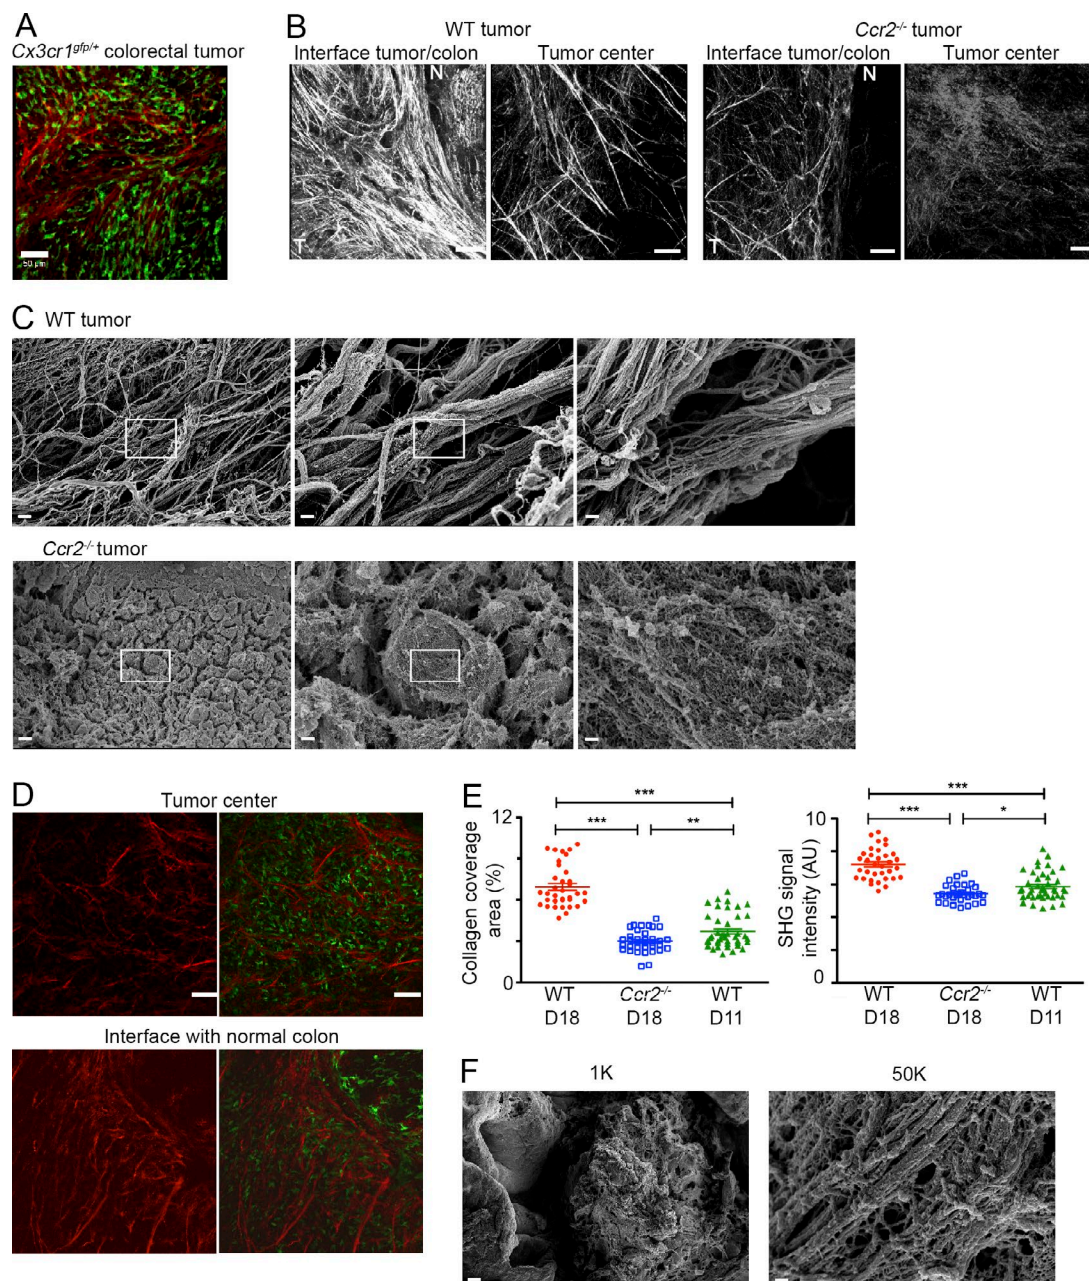 A
Cx3cr1gfp/+ colorectal tumor
50 µm
B
WT tumor
Ccr2-/- tumor
Interface tumor/colon
Tumor center
Interface tumor/colon
Tumor center
N
T
N
T
C
WT tumor
Ccr2-/- tumor
D
Tumor center
Interface with normal colon
E
***
***
**
12
0
Collagen coverage
area (%)
WT
Ccr2-/-
WT
D18
D18
D11
***
***
*
10
0
SHG signal
intensity (AU)
WT
Ccr2-/-
WT
D18
D18
D11
F
1K
50K